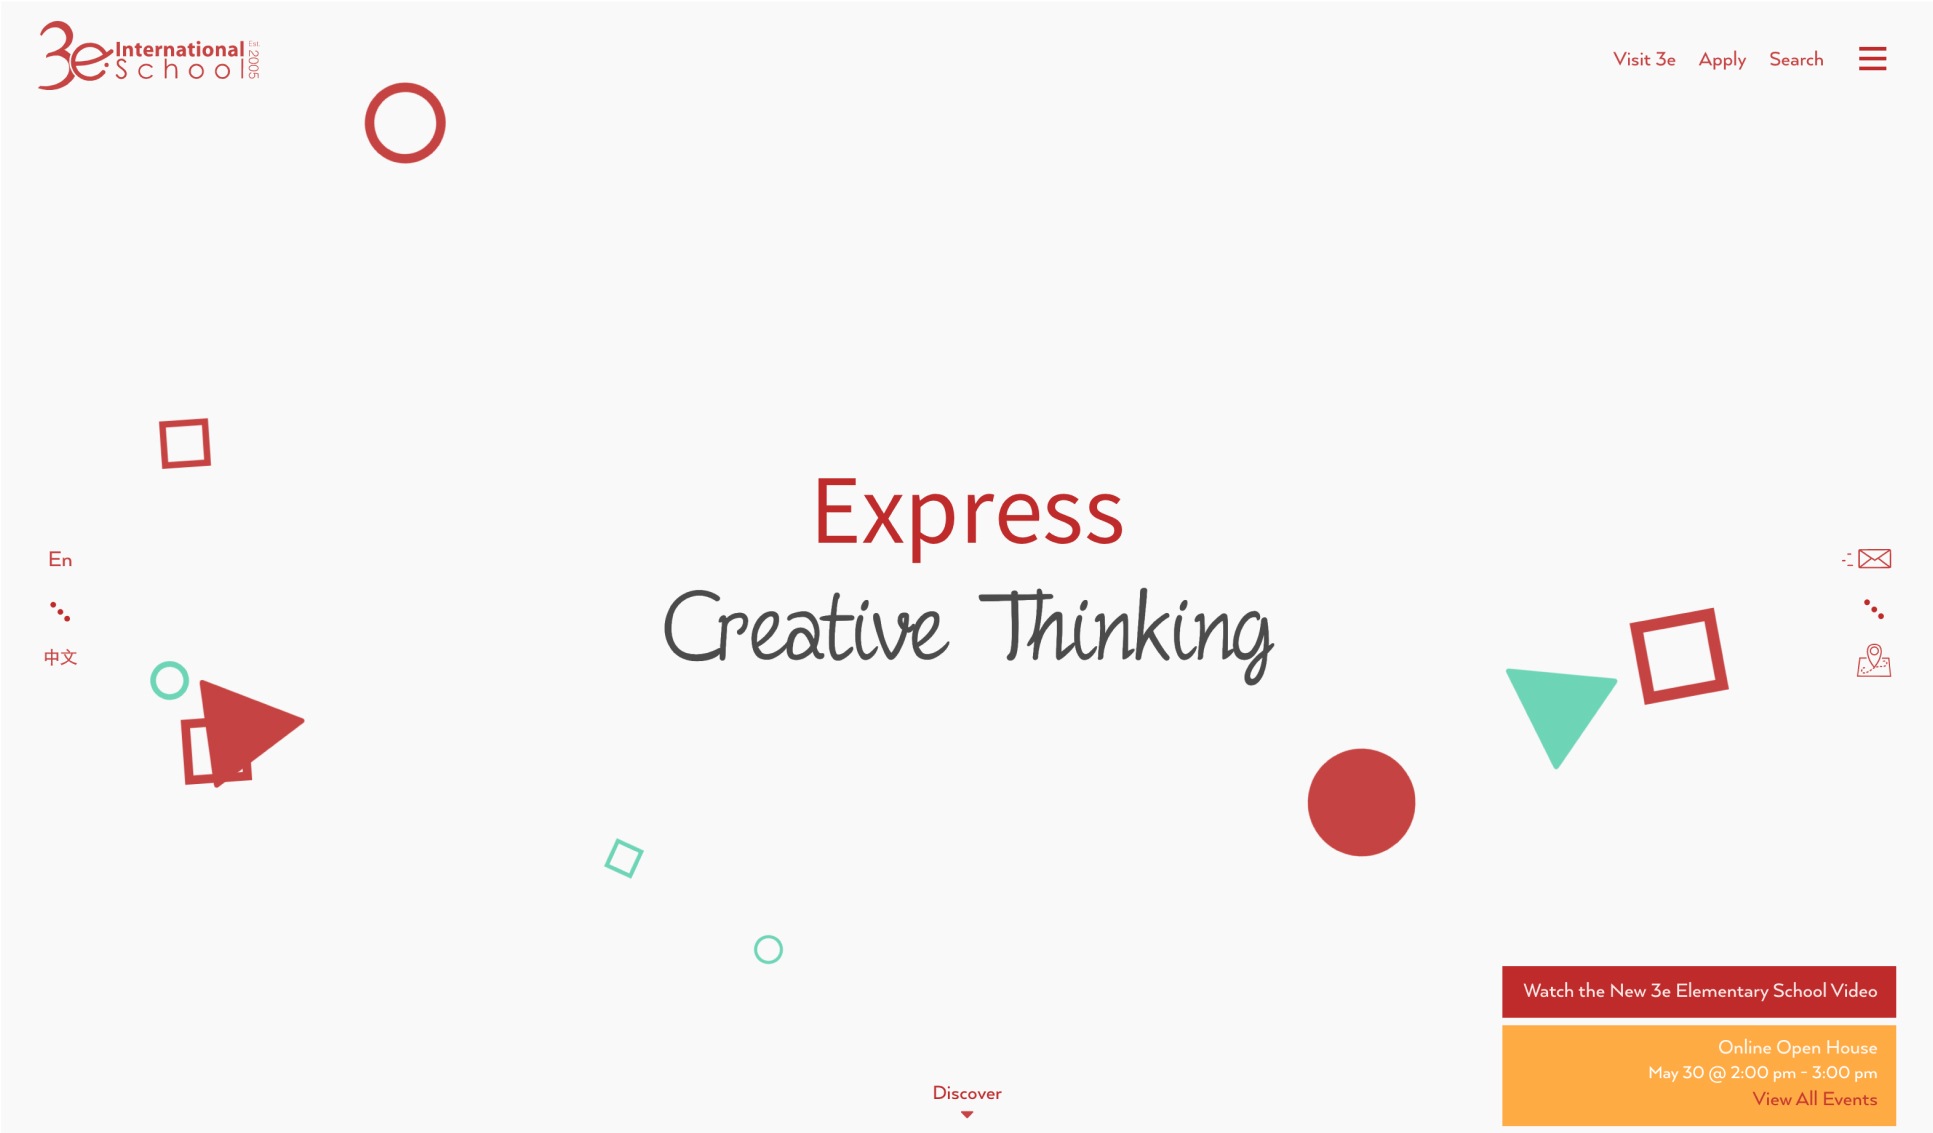 3e International
School
Est. 2005
Visit 3e
Apply
Search
Express
Creative Thinking
En
中文
Watch the New 3e Elementary School Video
Online Open House
May 30 @ 2:00 pm - 3:00 pm
View All Events
Discover